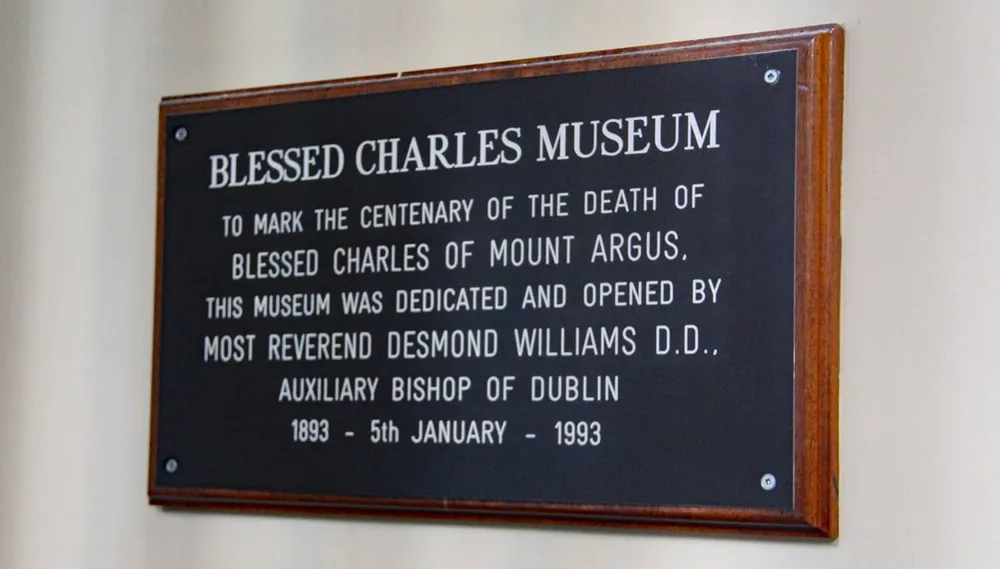 BLESSED CHARLES MUSEUM
TO MARK THE CENTENARY OF THE DEATH OF
BLESSED CHARLES OF MOUNT ARGUS.
THIS MUSEUM WAS DEDICATED AND OPENED BY
MOST REVEREND DESMOND WILLIAMS D.D.,
AUXILIARY BISHOP OF DUBLIN
1893 - 5th JANUARY - 1993